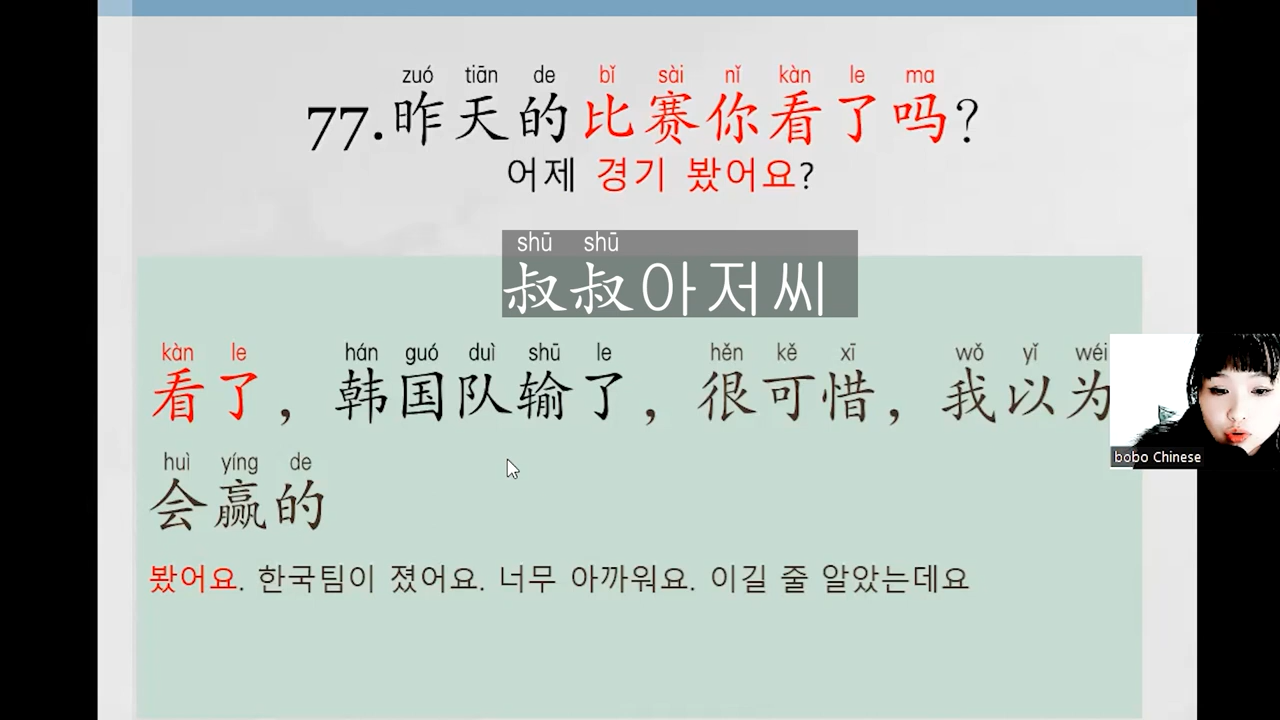 zuó tiān de bǐ sài nǐ kàn le ma
77.昨天的比赛你看了吗?
어제 경기 봤어요?
shū shū
叔叔아저씨
kàn le hán guó duì shū le hěn kě xī wǒ yǐ wéi
看了，韩国队输了，很可惜，我以为
bobo Chinese
huì yíng de
会赢的
봤어요. 한국팀이 졌어요. 너무 아까워요. 이길 줄 알았는데요